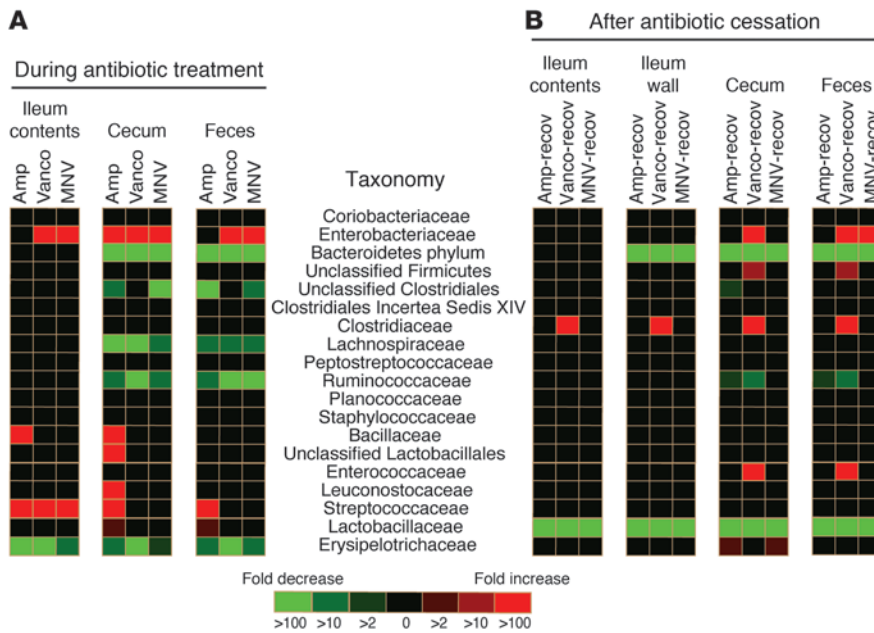 A
During antibiotic treatment
Ileum contents
Cecum
Feces
Amp
Vanco
MNV
Amp
Vanco
MNV
Amp
Vanco
MNV
Taxonomy
Coriobacteriaceae
Enterobacteriaceae
Bacteroidetes phylum
Unclassified Firmicutes
Unclassified Clostridiales
Clostridiales Incertea Sedis XIV
Clostridiaceae
Lachnospiraceae
Peptostreptococcaceae
Ruminococcaceae
Planococcaceae
Staphylococcaceae
Bacillaceae
Unclassified Lactobacillales
Enterococcaceae
Leuconostocaceae
Streptococcaceae
Lactobacillaceae
Erysipelotrichaceae
B
After antibiotic cessation
Ileum contents
Ileum wall
Cecum
Feces
Amp-recov
Vanco-recov
MNV-recov
Amp-recov
Vanco-recov
MNV-recov
Amp-recov
Vanco-recov
MNV-recov
Amp-recov
Vanco-recov
MNV-recov
Fold decrease
Fold increase
>100 >10 >2 0 >2 >10 >100